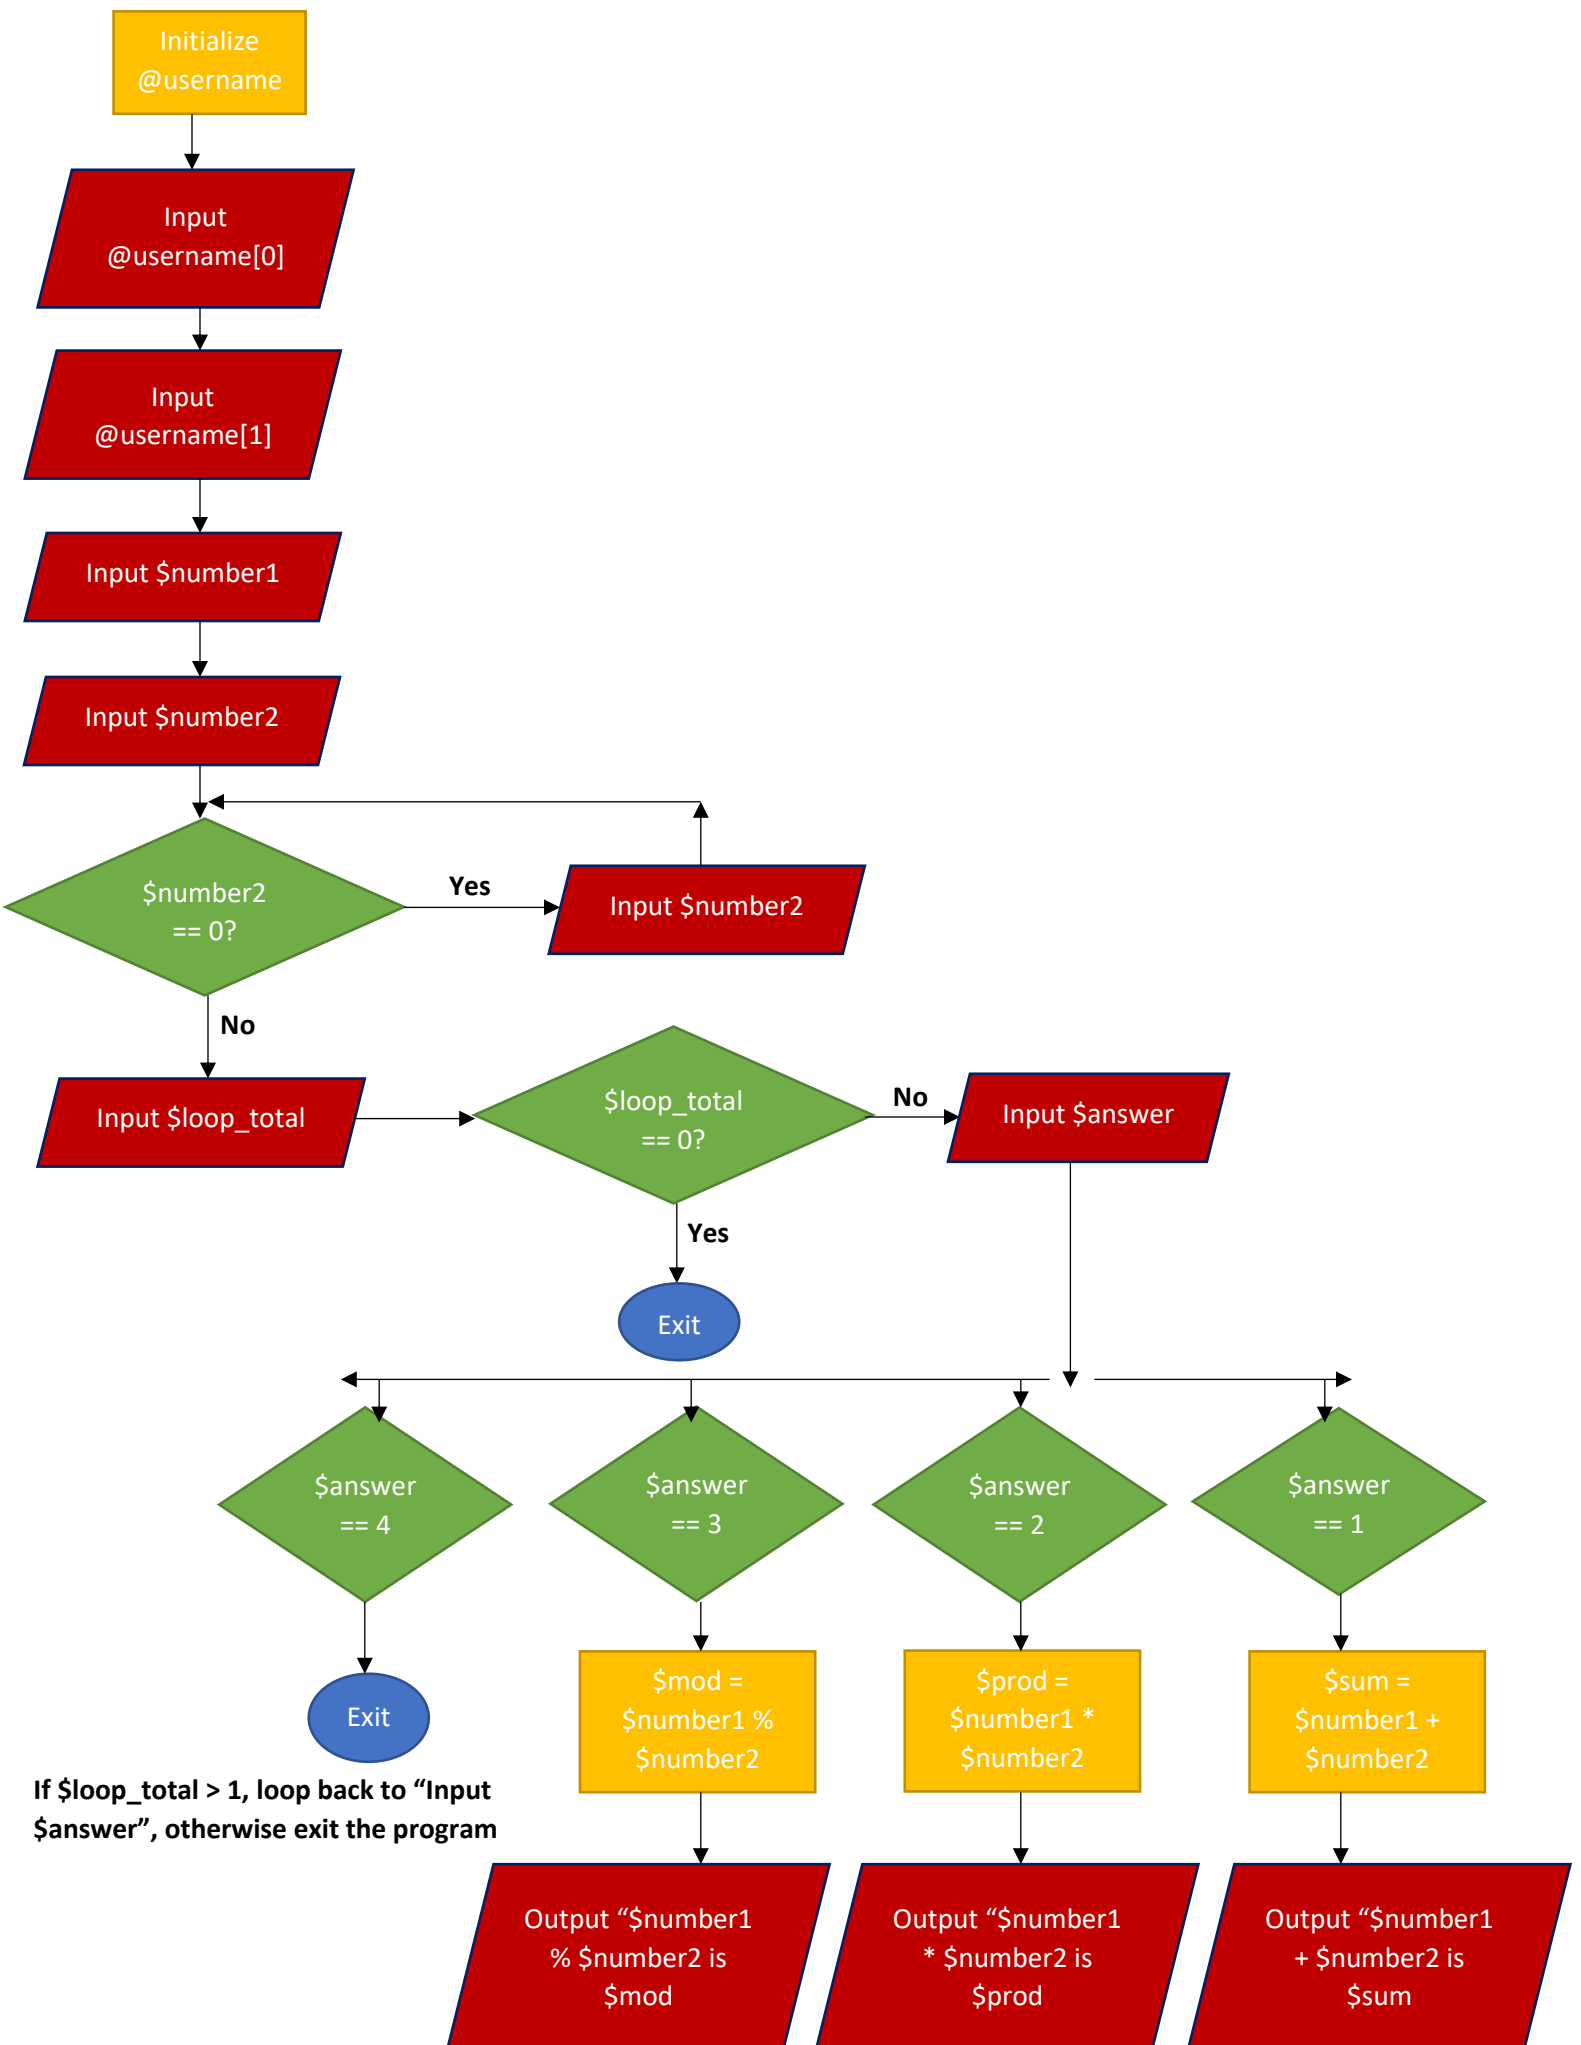 Initialize
@username
Input
@username[0]
Input
@username[1]
Input $number1
Input $number2
$number2
== 0?
Yes
Input $number2
No
Input $loop_total
$loop_total
== 0?
No
Input $answer
Yes
Exit
$answer
== 4
$answer
== 3
$answer
== 2
$answer
== 1
Exit
$mod =
$number1 %
$number2
$prod =
$number1 *
$number2
$sum =
$number1 +
$number2
If $loop_total > 1, loop back to “Input
$answer”, otherwise exit the program
Output “$number1
% $number2 is
$mod
Output “$number1
* $number2 is
$prod
Output “$number1
+ $number2 is
$sum